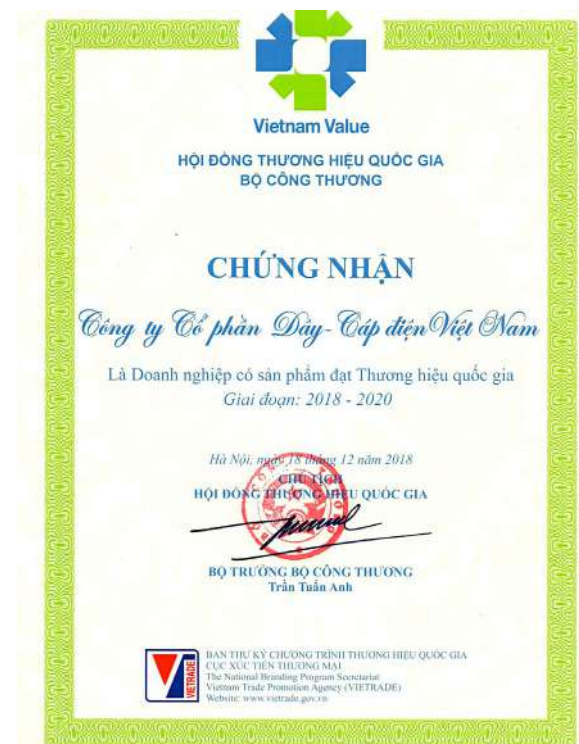 Vietnam Value
HỘI ĐỒNG THƯƠNG HIỆU QUỐC GIA
BỘ CÔNG THƯƠNG
CHỨNG NHẬN
Công ty Cổ phần Dây-Cáp điện Việt Nam
Là Doanh nghiệp có sản phẩm đạt Thương hiệu quốc gia
Giai đoạn: 2018 - 2020
Hà Nội, ngày 18 tháng 12 năm 2018
CHỦ TỊCH
HỘI ĐỒNG THƯƠNG HIỆU QUỐC GIA
BỘ TRƯỞNG BỘ CÔNG THƯƠNG
Trần Tuấn Anh
VIETRADE
BAN THƯ KÝ CHƯƠNG TRÌNH THƯƠNG HIỆU QUỐC GIA
CỤC XÚC TIẾN THƯƠNG MẠI
The National Branding Program Secretariat
Vietnam Trade Promotion Agency (VIETRADE)
Website: www.vietrade.gov.vn